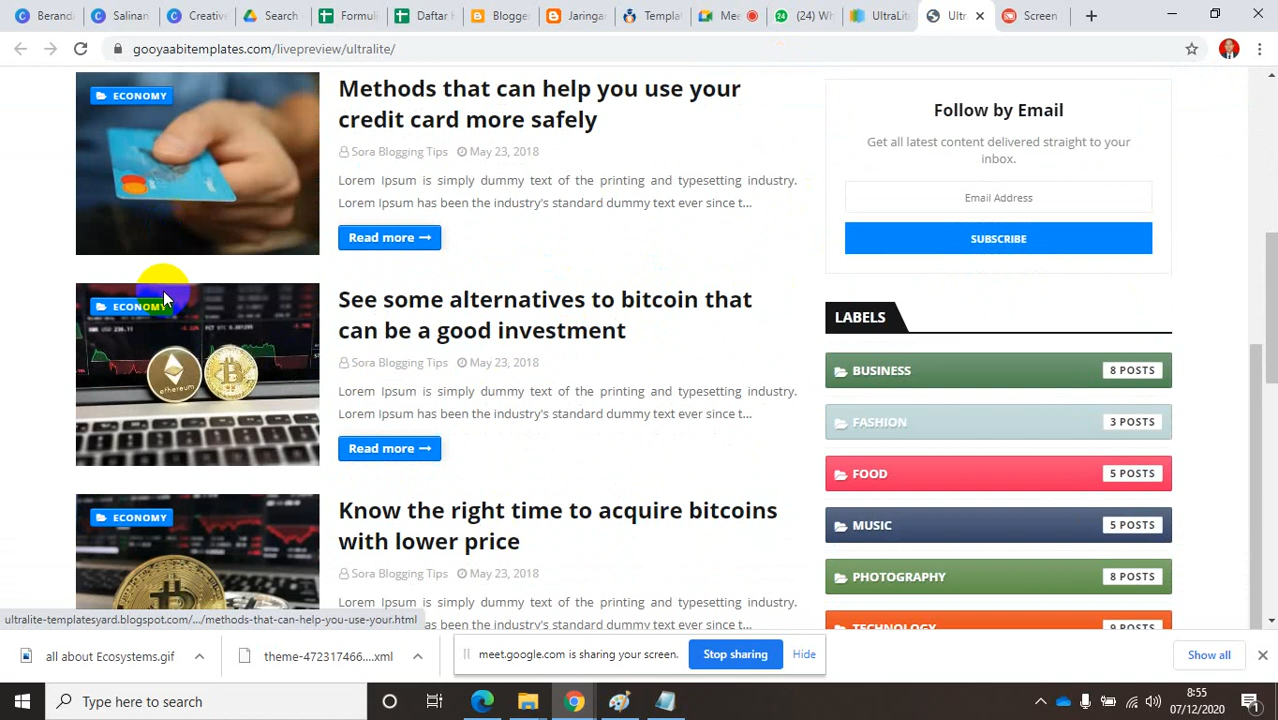 Beranda
Salinan
Creative
Search
Formuli
Daftar h
Blogge
Jaringar
Templat
Mee
(24) Wh
UltraLit
Ultr
Screen
gooyaabitemplates.com/livepreview/ultralite/
ECONOMY
Methods that can help you use your
credit card more safely
Sora Blogging Tips May 23, 2018
Lorem Ipsum is simply dummy text of the printing and typesetting industry.
Lorem Ipsum has been the industry's standard dummy text ever since t...
Read more
ECONOMY
See some alternatives to bitcoin that
can be a good investment
Sora Blogging Tips May 23, 2018
Lorem Ipsum is simply dummy text of the printing and typesetting industry.
Lorem Ipsum has been the industry's standard dummy text ever since t...
Read more
ethereum
ECONOMY
Know the right time to acquire bitcoins
with lower price
Sora Blogging Tips May 23, 2018
Lorem Ipsum is simply dummy text of the printing and typesetting industry.
has been the industry's standard dummy text ever since t...
Follow by Email
Get all latest content delivered straight to your
inbox.
Email Address
SUBSCRIBE
LABELS
BUSINESS 8 POSTS
FASHION 3 POSTS
FOOD 5 POSTS
MUSIC 5 POSTS
PHOTOGRAPHY 8 POSTS
TECHNOLOGY 9 POSTS
ultralite-templatesyard.blogspot.com/.../methods-that-can-help-you-use-your.html
all about Ecosystems.gif
theme-472317466....xml
meet.google.com is sharing your screen.
Stop sharing
Hide
Show all
Type here to search
8:55
07/12/2020
1